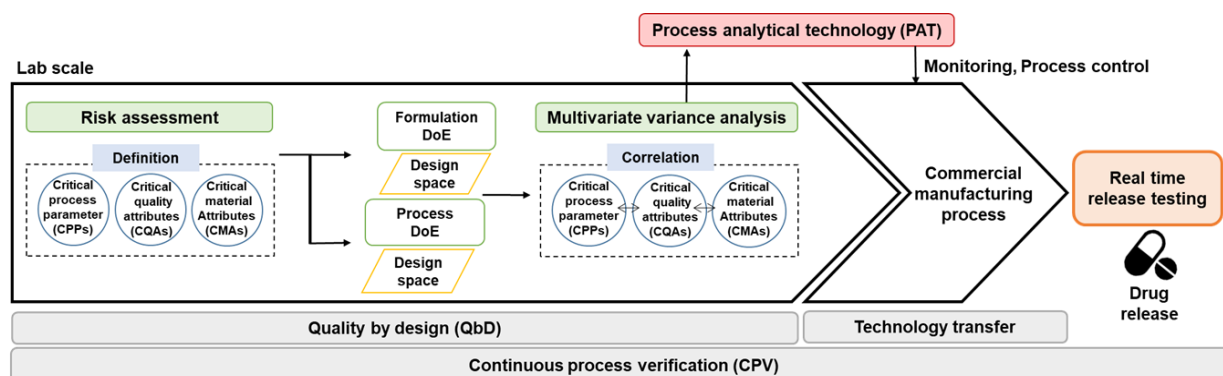 Process analytical technology (PAT)
Lab scale
Monitoring, Process control
Risk assessment
Definition
Critical
process
parameter
(CPPs)
Critical
quality
attributes
(CQAs)
Critical
material
Attributes
(CMAs)
Formulation
DoE
Design
space
Process
DoE
Design
space
Multivariate variance analysis
Correlation
Critical
process
parameter
(CPPs)
Critical
quality
attributes
(CQAs)
Critical
material
Attributes
(CMAs)
Commercial
manufacturing
process
Real time
release testing
Drug
release
Quality by design (QbD)
Technology transfer
Continuous process verification (CPV)